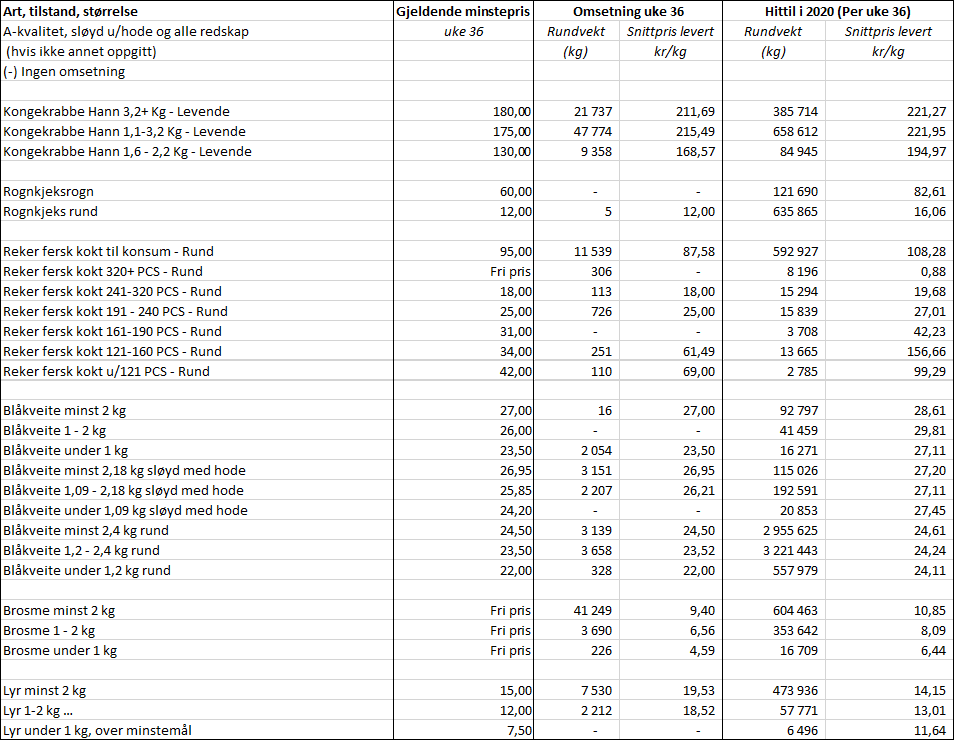 Art, tilstand, størrelse Gjeldende minstepris Omsetning uke 36 Hittil i 2020 (Per uke 36)
A-kvalitet, sløyd u/hode og alle redskap uke 36 Rundvekt Snittpris levert Rundvekt Snittpris levert
(hvis ikke annet oppgitt) (kg) kr/kg (kg) kr/kg
(-) Ingen omsetning
Kongekrabbe Hann 3,2+ Kg - Levende 180,00 21 737 211,69 385 714 221,27
Kongekrabbe Hann 1,1-3,2 Kg - Levende 175,00 47 774 215,49 658 612 221,95
Kongekrabbe Hann 1,6 - 2,2 Kg - Levende 130,00 9 358 168,57 84 945 194,97
Rognkjeksrogn 60,00 - - 121 690 82,61
Rognkjeks rund 12,00 5 12,00 635 865 16,06
Reker fersk kokt til konsum - Rund 95,00 11 539 87,58 592 927 108,28
Reker fersk kokt 320+ PCS - Rund Fri pris 306 - 8 196 0,88
Reker fersk kokt 241-320 PCS - Rund 18,00 113 18,00 15 294 19,68
Reker fersk kokt 191 - 240 PCS - Rund 25,00 726 25,00 15 839 27,01
Reker fersk kokt 161-190 PCS - Rund 31,00 - - 3 708 42,23
Reker fersk kokt 121-160 PCS - Rund 34,00 251 61,49 13 665 156,66
Reker fersk kokt u/121 PCS - Rund 42,00 110 69,00 2 785 99,29
Blåkveite minst 2 kg 27,00 16 27,00 92 797 28,61
Blåkveite 1 - 2 kg 26,00 - - 41 459 29,81
Blåkveite under 1 kg 23,50 2 054 23,50 16 271 27,11
Blåkveite minst 2,18 kg sløyd med hode 26,95 3 151 26,95 115 026 27,20
Blåkveite 1,09 - 2,18 kg sløyd med hode 25,85 2 207 26,21 192 591 27,11
Blåkveite under 1,09 kg sløyd med hode 24,20 - - 20 853 27,45
Blåkveite minst 2,4 kg rund 24,50 3 139 24,50 2 955 625 24,61
Blåkveite 1,2 - 2,4 kg rund 23,50 3 658 23,52 3 221 443 24,24
Blåkveite under 1,2 kg rund 22,00 328 22,00 557 979 24,11
Brosme minst 2 kg Fri pris 41 249 9,40 604 463 10,85
Brosme 1 - 2 kg Fri pris 3 690 6,56 353 642 8,09
Brosme under 1 kg Fri pris 226 4,59 16 709 6,44
Lyr minst 2 kg 15,00 7 530 19,53 473 936 14,15
Lyr 1-2 kg ... 12,00 2 212 18,52 57 771 13,01
Lyr under 1 kg, over minstemål 7,50 - - 6 496 11,64